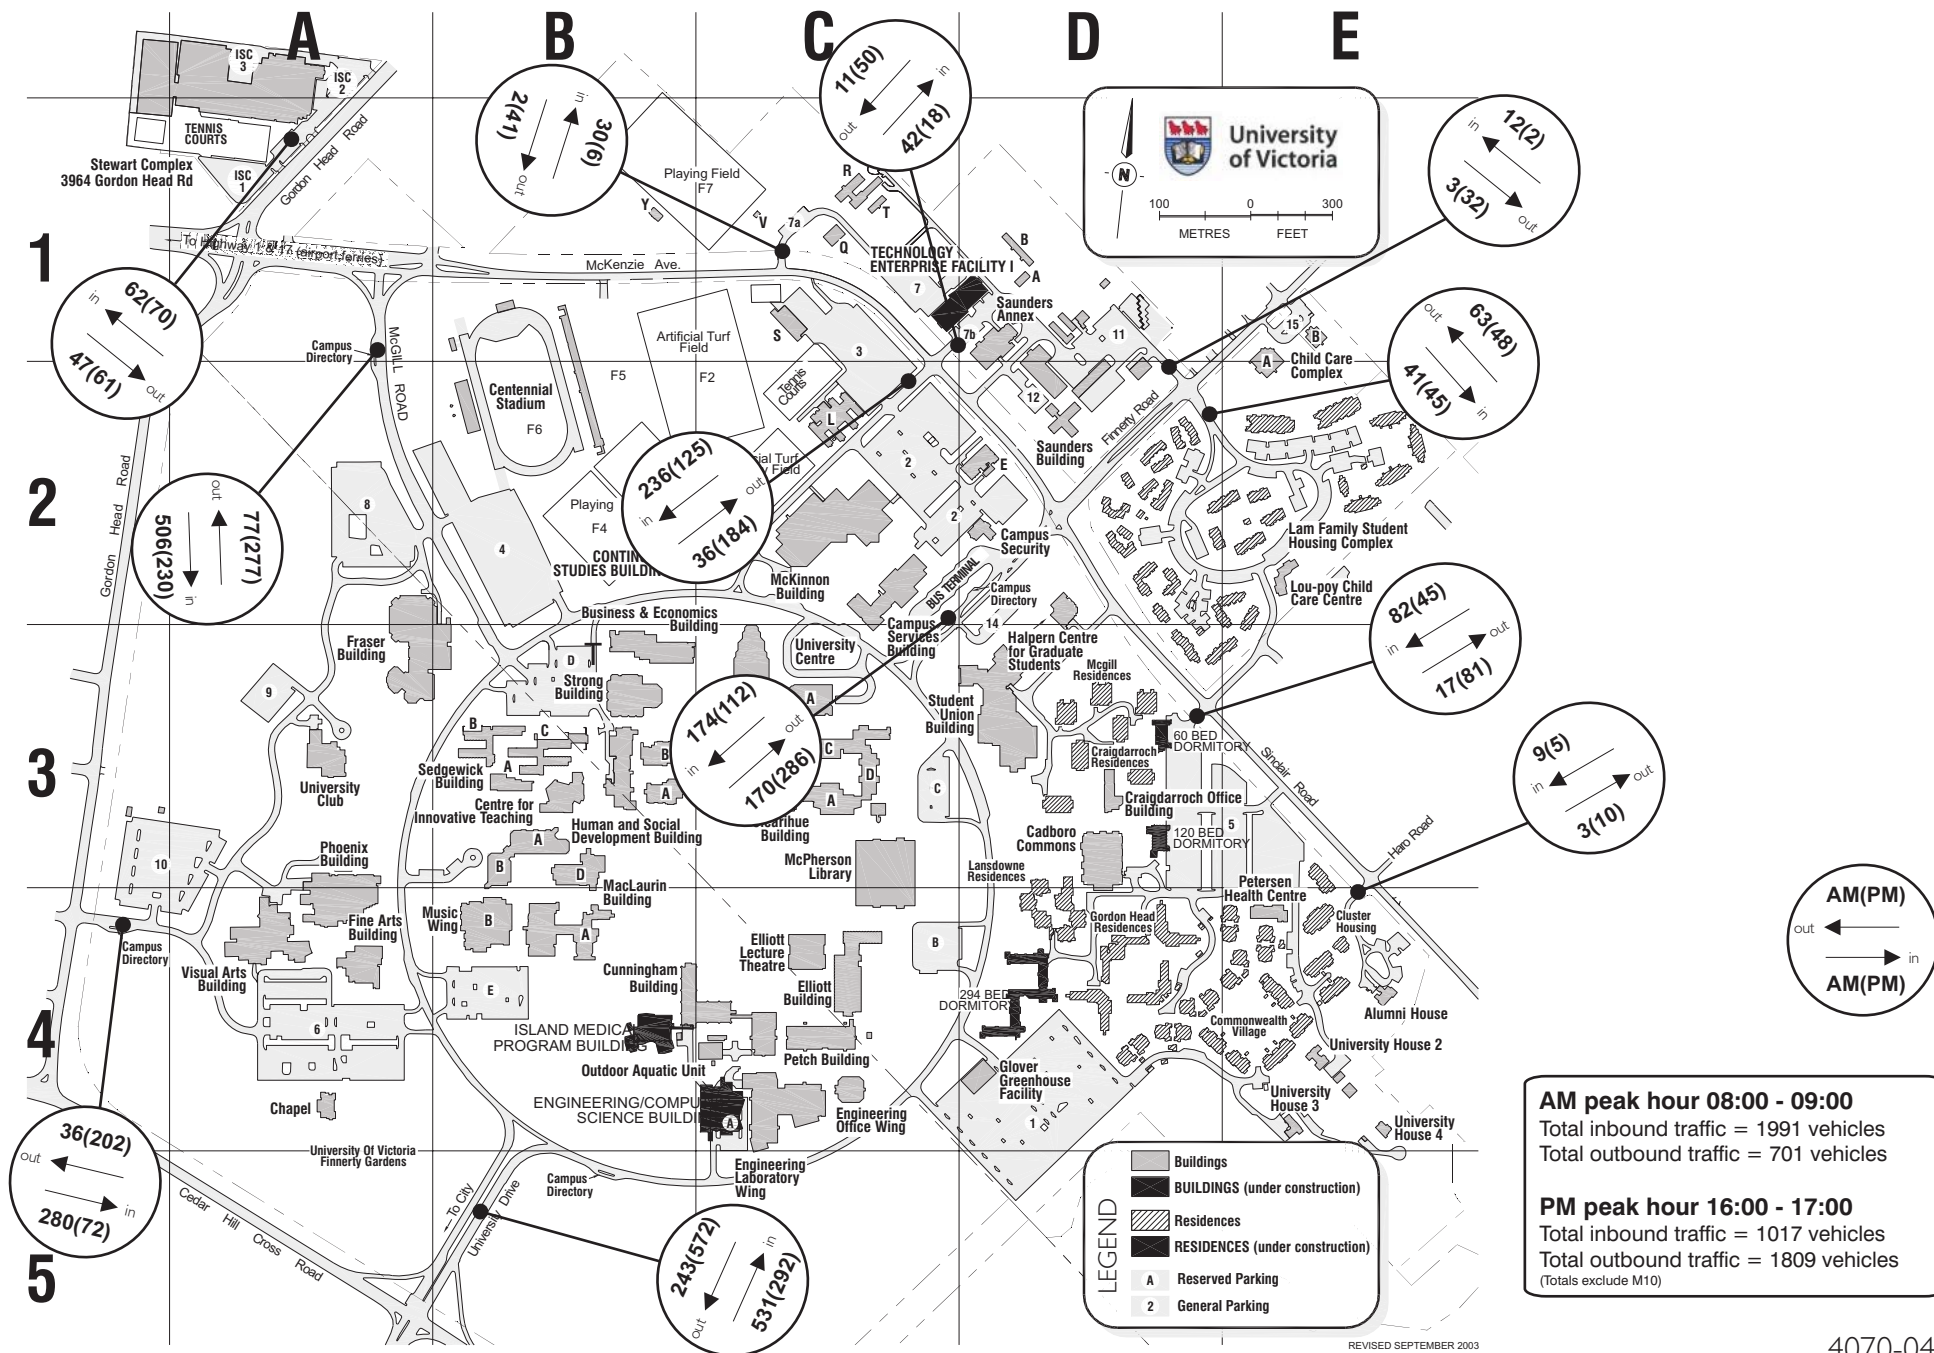 A
B
C
D
E
1
2
3
4
5
ISC
3
ISC
2
TENNIS
COURTS
Stewart Complex
3964 Gordon Head Rd
ISC
1
Gordon Head Road
To Highway 1 & 17 (airport,ferries)
McKenzie Ave.
2(41)
out
30(6)
in
11(50)
out
42(18)
in
Playing Field
F7
Y
V
7a
R
T
Q
B
A
TECHNOLOGY
ENTERPRISE FACILITY I
7
7b
Saunders
Annex
N
University
of Victoria
100
0
300
METRES
FEET
12(2)
in
3(32)
out
63(48)
out
41(45)
in
62(70)
in
47(61)
out
Campus
Directory
McGILL ROAD
Centennial
Stadium
F6
F5
Artificial Turf
Field
F2
S
3
Tennis
Courts
L
11
12
15
B
A
Child Care
Complex
Finnerty Road
Saunders
Building
Gordon Head Road
out
77(277)
506(230)
in
8
4
236(125)
in
out
36(184)
ial Turf
Field
Playing
F4
CONTIN
STUDIES BUILDIN
2
E
2
Campus
Security
McKinnon
Building
BUS TERMINAL
Campus
Directory
14
Lam Family Student
Housing Complex
Lou-poy Child
Care Centre
82(45)
in
out
17(81)
Business & Economics
Building
Fraser
Building
D
Strong
Building
University
Centre
Campus
Services
Building
Halpern Centre
for Graduate
Students
Mcgill
Residences
9
174(112)
in
out
170(286)
A
Student
Union
Building
60 BED
DORMITORY
Sinclair Road
9(5)
in
out
3(10)
B
C
Sedgewick
Building
A
B
A
C
D
A
C
Craigdarroch
Residences
Craigdarroch Office
Building
University
Club
Centre for
Innovative Teaching
Human and Social
Development Building
earihue
Building
Cadboro
Commons
120 BED
DORMITORY
5
Haro Road
10
Phoenix
Building
A
B
D
MacLaurin
Building
McPherson
Library
Lansdowne
Residences
Petersen
Health Centre
AM(PM)
out
in
AM(PM)
Music
Wing
B
A
Fine Arts
Building
Campus
Directory
Visual Arts
Building
Elliott
Lecture
Theatre
B
Gordon Head
Residences
Cluster
Housing
E
Cunningham
Building
Elliott
Building
294 BED
DORMITORY
Alumni House
6
ISLAND MEDICA
PROGRAM BUILDING
Petch Building
Commonwealth
Village
University House 2
Outdoor Aquatic Unit
Glover
Greenhouse
Facility
Chapel
ENGINEERING/COMPU
SCIENCE BUILDI
A
Engineering
Office Wing
1
University
House 3
University
House 4
36(202)
out
in
280(72)
University Of Victoria
Finnerty Gardens
Campus
Directory
Engineering
Laboratory
Wing
To City
University Drive
Cedar Hill Cross Road
243(572)
out
in
531(292)
LEGEND
Buildings
BUILDINGS (under construction)
Residences
RESIDENCES (under construction)
A Reserved Parking
2 General Parking
AM peak hour 08:00 - 09:00
Total inbound traffic = 1991 vehicles
Total outbound traffic = 701 vehicles
PM peak hour 16:00 - 17:00
Total inbound traffic = 1017 vehicles
Total outbound traffic = 1809 vehicles
(Totals exclude M10)
REVISED SEPTEMBER 2003
4070-04